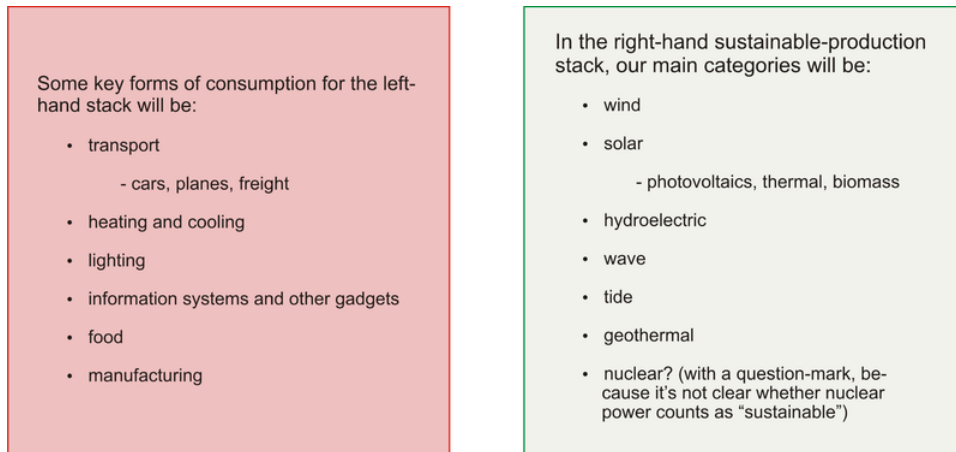 Some key forms of consumption for the left-
hand stack will be:
• transport
- cars, planes, freight
• heating and cooling
• lighting
• information systems and other gadgets
• food
• manufacturing
In the right-hand sustainable-production
stack, our main categories will be:
• wind
• solar
- photovoltaics, thermal, biomass
• hydroelectric
• wave
• tide
• geothermal
• nuclear? (with a question-mark, be-
cause it’s not clear whether nuclear
power counts as “sustainable”)